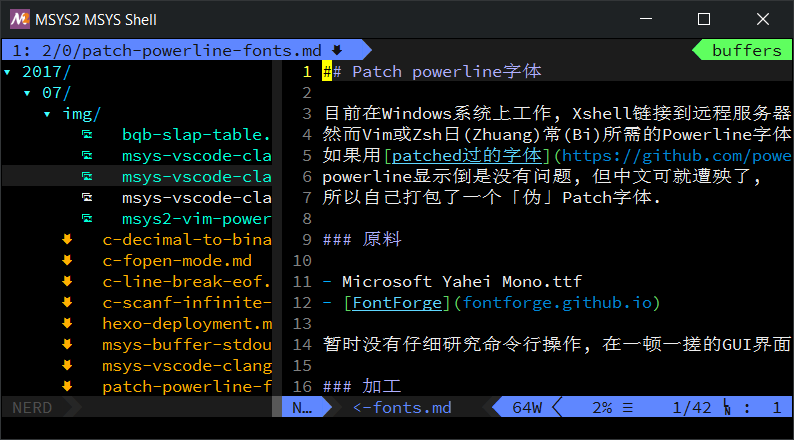 MSYS2 MSYS Shell
1: 2/0/patch-powerline-fonts.md
buffers
2017/
07/
img/
bqb-slap-table.
msys-vscode-cla
msys-vscode-cla
msys-vscode-cla
msys2-vim-power
c-decimal-to-bina
c-fopen-mode.md
c-line-break-eof.
c-scanf-infinite-
hexo-deployment.m
msys-buffer-stdou
msys-vscode-clang
patch-powerline-f
1 ## Patch powerline字体
2
3 目前在Windows系统上工作, Xshell链接到远程服务器
4 然而Vim或Zsh日(Zhuang)常(Bi)所需的Powerline字体
5 如果用[patched过的字体](https://github.com/powe
6 powerline显示倒是没有问题, 但中文可就遭殃了,
7 所以自己打包了一个「伪」Patch字体.
8
9 ### 原料
10
11 - Microsoft Yahei Mono.ttf
12 - [FontForge](fontforge.github.io)
13
14 暂时没有仔细研究命令行操作, 在一顿一搓的GUI界面
15
16 ### 加工
NERD
N… <-fonts.md 64W 2% ☰ 1/42 : 1